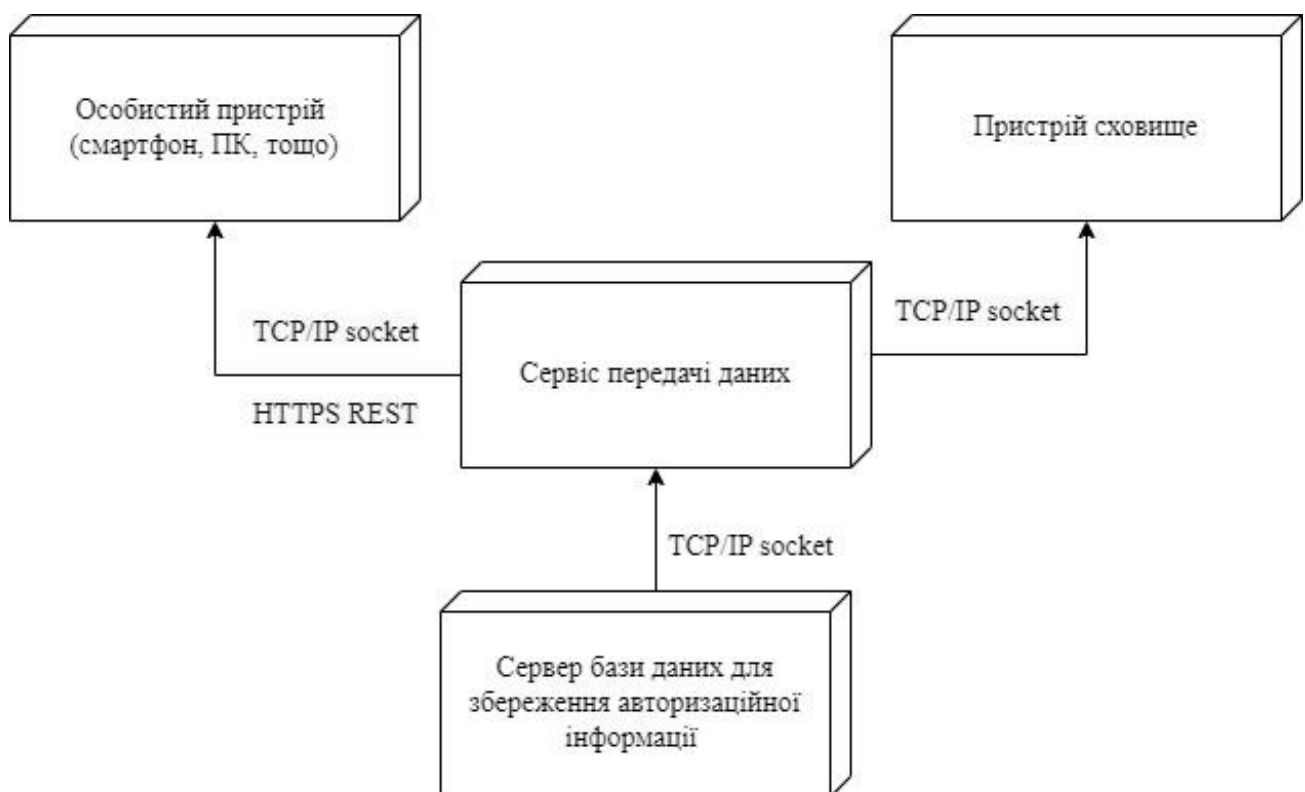 Особистий пристрій
(смартфон, ПК, тощо)
Пристрій сховище
TCP/IP socket
HTTPS REST
Сервіс передачі даних
TCP/IP socket
TCP/IP socket
Сервер бази даних для
збереження авторизаційної
інформації